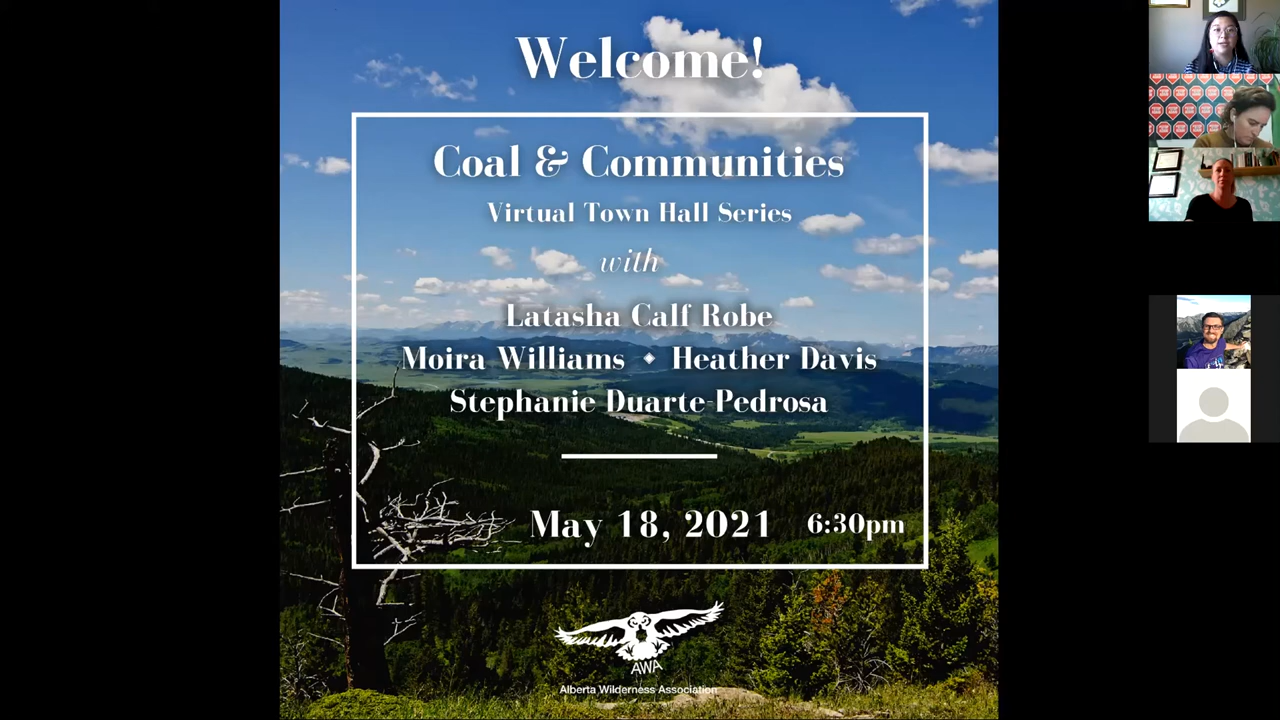 Welcome!
Coal & Communities
Virtual Town Hall Series
with
Latasha Calf Robe
Moira Williams ◆ Heather Davis
Stephanie Duarte-Pedrosa
May 18, 2021 6:30pm
AWA
Alberta Wilderness Association